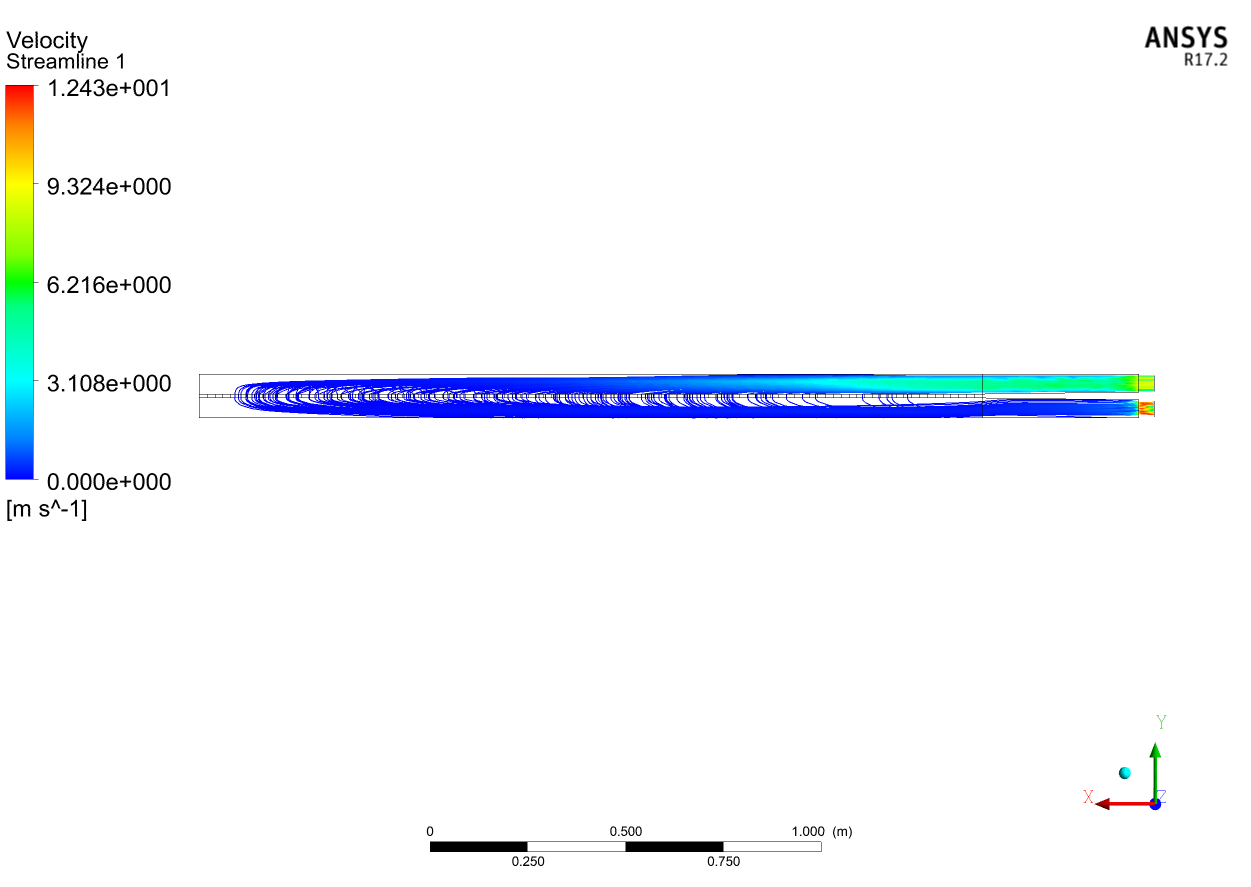 Velocity
Streamline 1
1.243e+001
9.324e+000
6.216e+000
3.108e+000
0.000e+000
[m s^-1]
ANSYS
R17.2
Y
X
Z
0 0.500 1.000 (m)
0.250 0.750